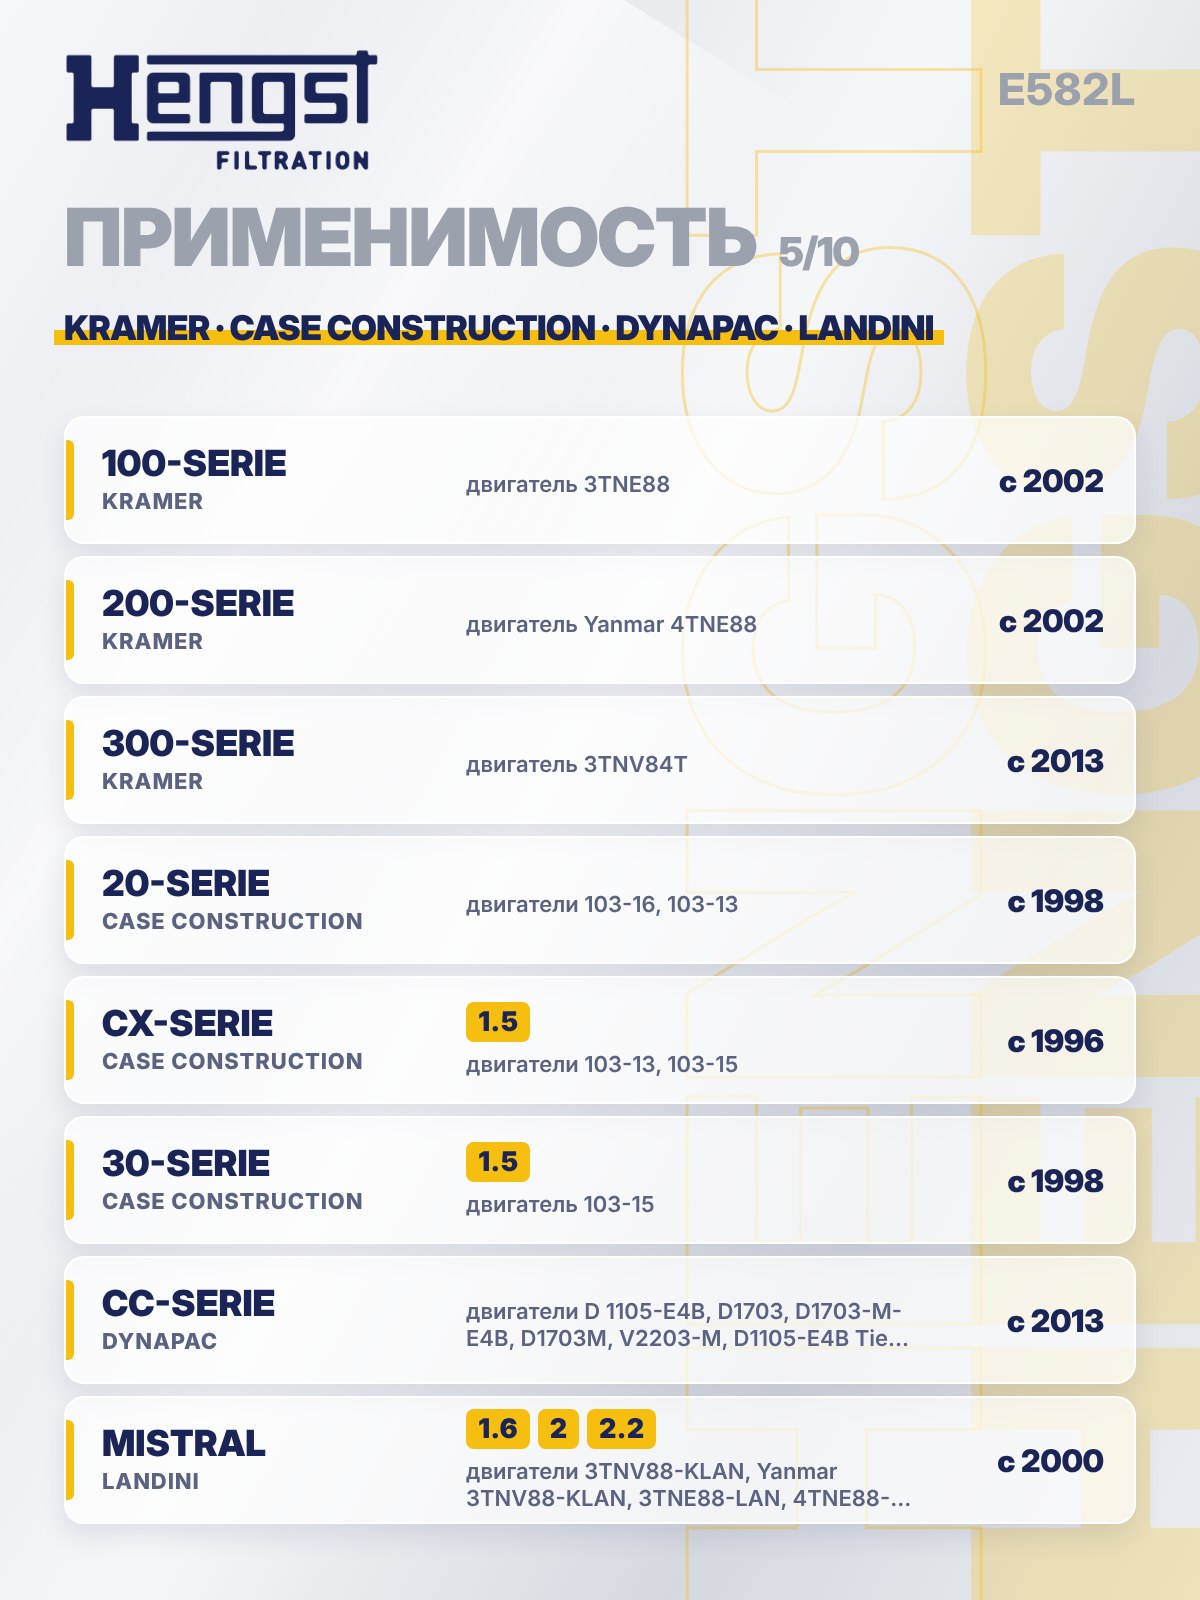 Hengst
FILTRATION
E582L
ПРИМЕНИМОСТЬ 5/10
KRAMER · CASE CONSTRUCTION · DYNAPAC · LANDINI
100-SERIE
KRAMER
двигатель 3TNE88
с 2002
200-SERIE
KRAMER
двигатель Yanmar 4TNE88
с 2002
300-SERIE
KRAMER
двигатель 3TNV84T
с 2013
20-SERIE
CASE CONSTRUCTION
двигатели 103-16, 103-13
с 1998
CX-SERIE
CASE CONSTRUCTION
1.5
двигатели 103-13, 103-15
с 1996
30-SERIE
CASE CONSTRUCTION
1.5
двигатель 103-15
с 1998
CC-SERIE
DYNAPAC
двигатели D 1105-E4B, D1703, D1703-M-
E4B, D1703M, V2203-M, D1105-E4B Tie...
с 2013
MISTRAL
LANDINI
1.6 2 2.2
двигатели 3TNV88-KLAN, Yanmar
3TNV88-KLAN, 3TNE88-LAN, 4TNE88-...
с 2000
HENGST
HENGST